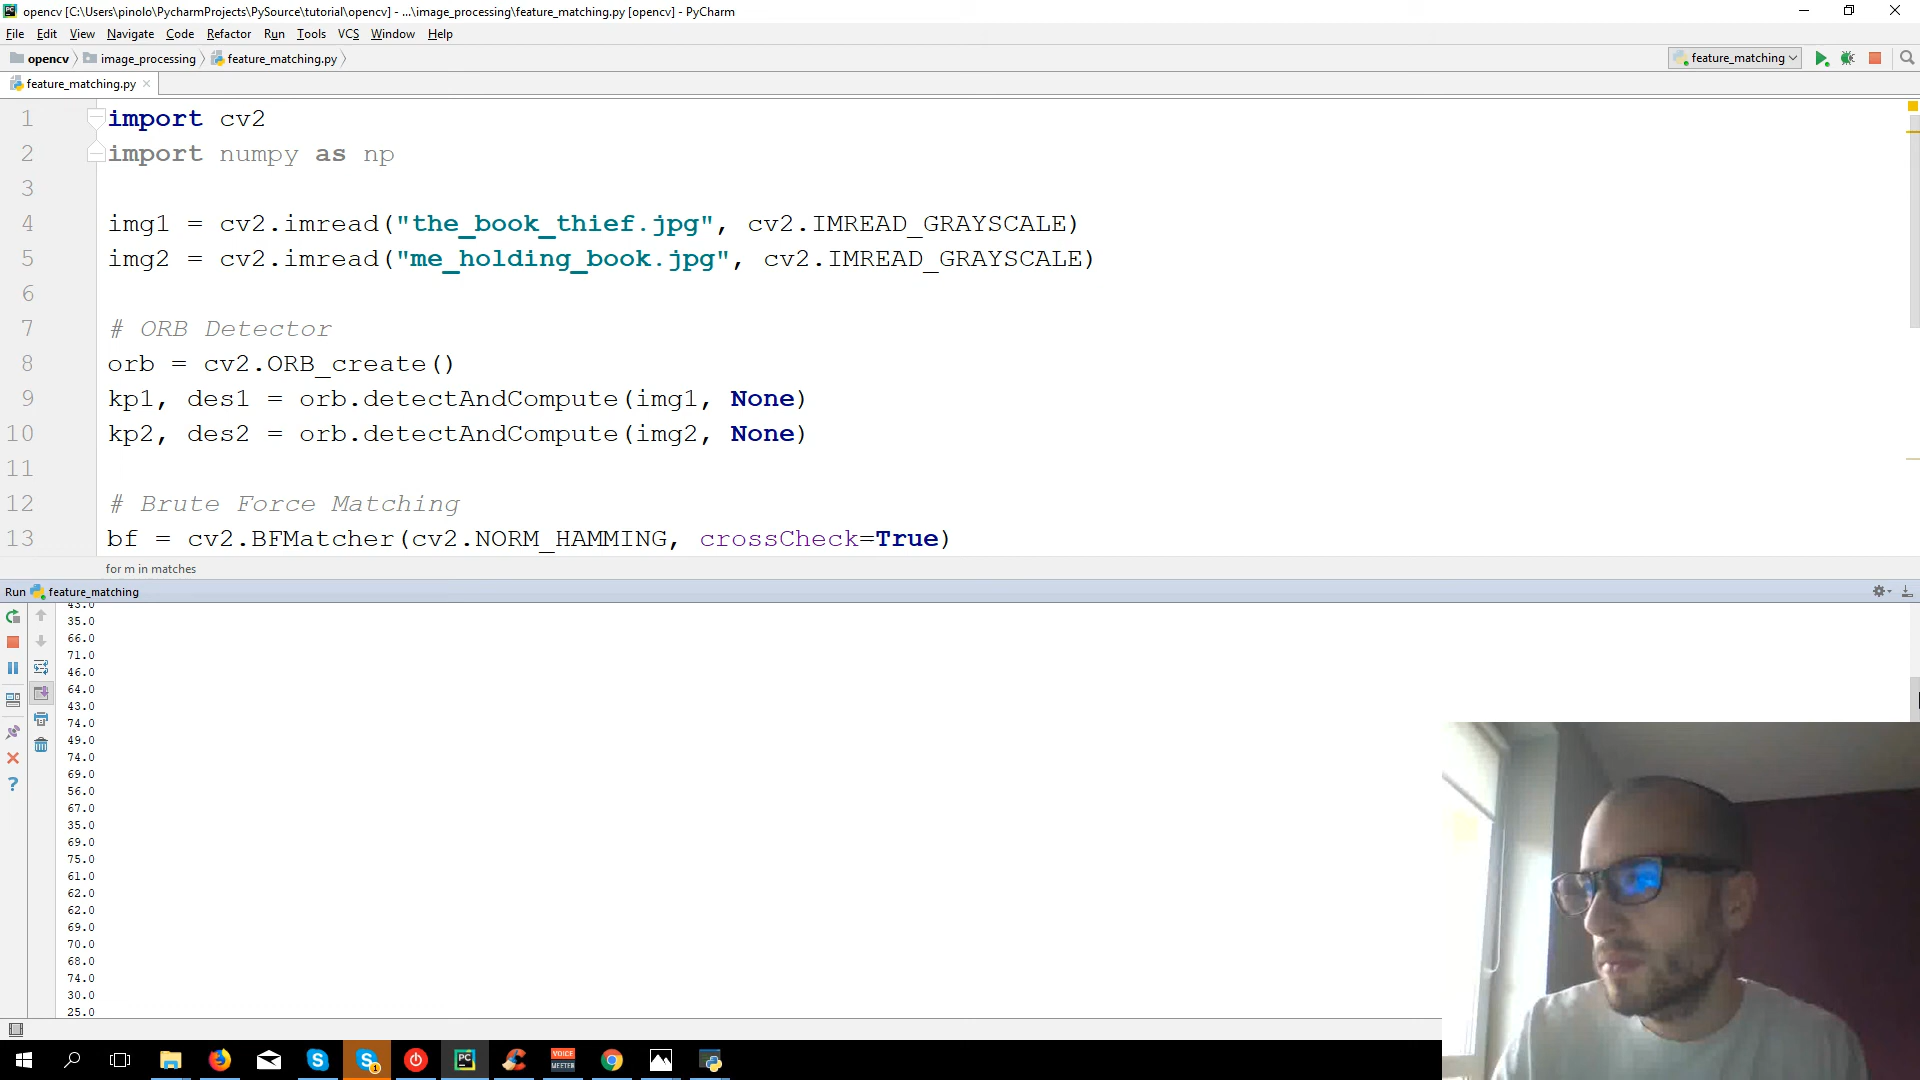 opencv [C:\Users\pinolo\PycharmProjects\PySource\tutorial\opencv] - ...\image_processing\feature_matching.py [opencv] - PyCharm
File Edit View Navigate Code Refactor Run Tools VCS Window Help
opencv image_processing feature_matching.py feature_matching
feature_matching.py
1 import cv2
2 import numpy as np
3
4 img1 = cv2.imread("the_book_thief.jpg", cv2.IMREAD_GRAYSCALE)
5 img2 = cv2.imread("me_holding_book.jpg", cv2.IMREAD_GRAYSCALE)
6
7 # ORB Detector
8 orb = cv2.ORB_create()
9 kp1, des1 = orb.detectAndCompute(img1, None)
10 kp2, des2 = orb.detectAndCompute(img2, None)
11
12 # Brute Force Matching
13 bf = cv2.BFMatcher(cv2.NORM_HAMMING, crossCheck=True)
for m in matches
Run feature_matching
43.0
35.0
66.0
71.0
46.0
64.0
43.0
74.0
49.0
74.0
69.0
56.0
67.0
35.0
69.0
75.0
61.0
62.0
62.0
69.0
70.0
68.0
74.0
30.0
25.0
PC
VOICE
MEETER
1